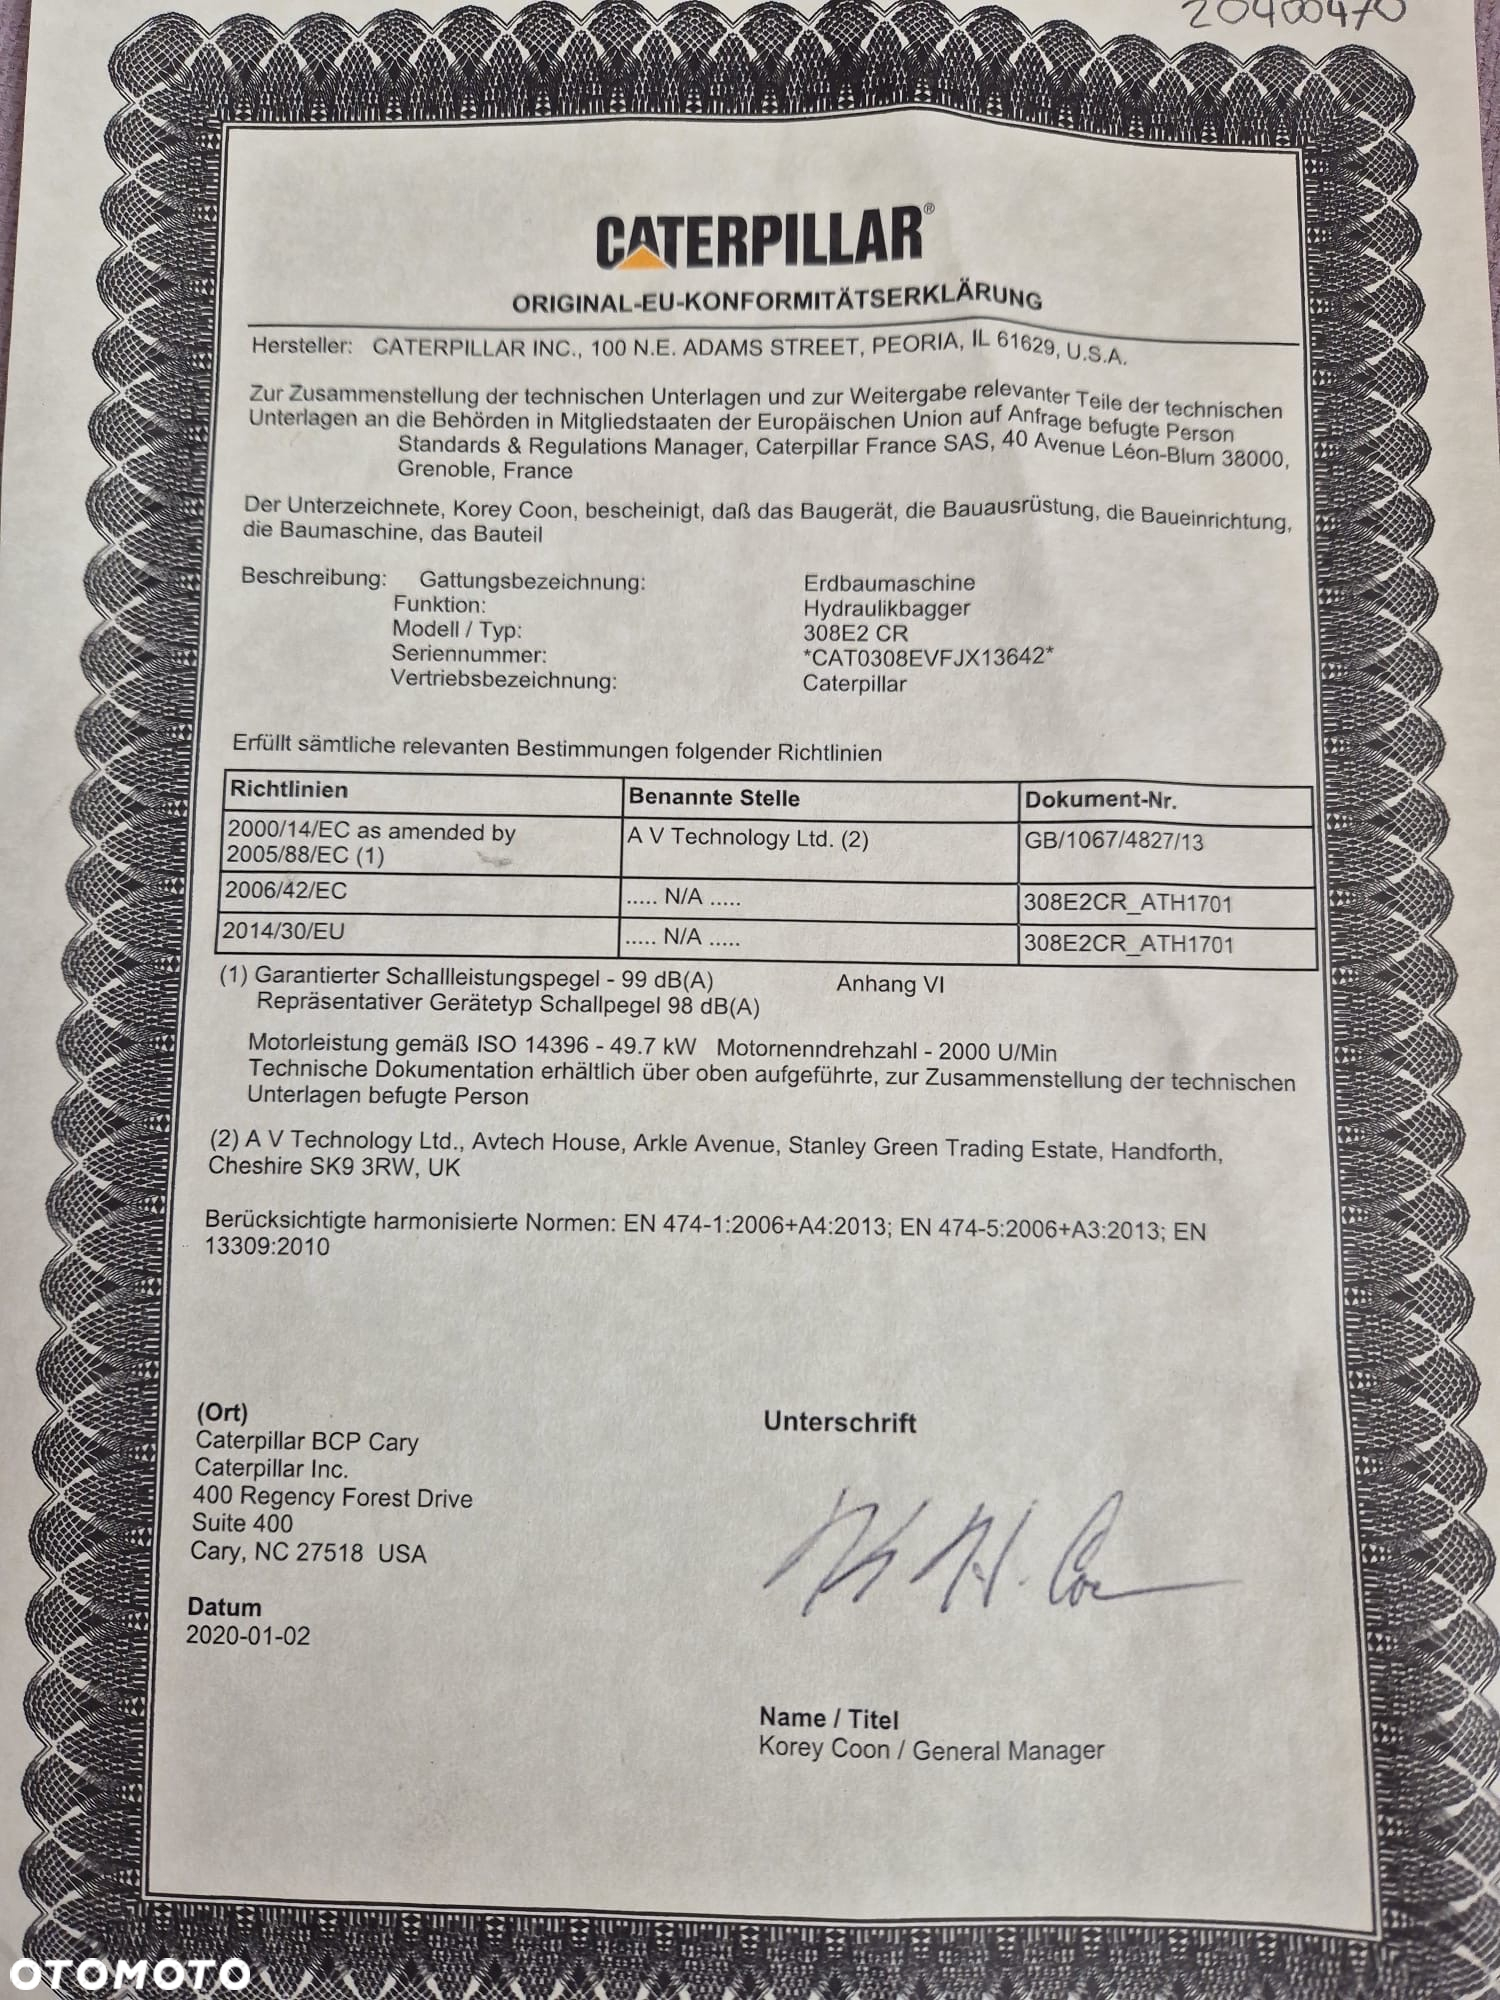 20400470
CATERPILLAR®
ORIGINAL-EU-KONFORMITÄTSERKLÄRUNG
Hersteller: CATERPILLAR INC., 100 N.E. ADAMS STREET, PEORIA, IL 61629, U.S.A.
Zur Zusammenstellung der technischen Unterlagen und zur Weitergabe relevanter Teile der technischen
Unterlagen an die Behörden in Mitgliedstaaten der Europäischen Union auf Anfrage befugte Person
Standards & Regulations Manager, Caterpillar France SAS, 40 Avenue Léon-Blum 38000,
Grenoble, France
Der Unterzeichnete, Korey Coon, bescheinigt, daß das Baugerät, die Bauausrüstung, die Baueinrichtung,
die Baumaschine, das Bauteil
Beschreibung: Gattungsbezeichnung: Erdbaumaschine
Funktion: Hydraulikbagger
Modell / Typ: 308E2 CR
Seriennummer: *CAT0308EVFJX13642*
Vertriebsbezeichnung: Caterpillar
Erfüllt sämtliche relevanten Bestimmungen folgender Richtlinien
Richtlinien Benannte Stelle Dokument-Nr.
2000/14/EC as amended by A V Technology Ltd. (2) GB/1067/4827/13
2005/88/EC (1)
2006/42/EC ..... N/A ..... 308E2CR_ATH1701
2014/30/EU ..... N/A ..... 308E2CR_ATH1701
(1) Garantierter Schallleistungspegel - 99 dB(A) Anhang VI
Repräsentativer Gerätetyp Schallpegel 98 dB(A)
Motorleistung gemäß ISO 14396 - 49.7 kW Motornenndrehzahl - 2000 U/Min
Technische Dokumentation erhältlich über oben aufgeführte, zur Zusammenstellung der technischen
Unterlagen befugte Person
(2) A V Technology Ltd., Avtech House, Arkle Avenue, Stanley Green Trading Estate, Handforth,
Cheshire SK9 3RW, UK
Berücksichtigte harmonisierte Normen: EN 474-1:2006+A4:2013; EN 474-5:2006+A3:2013; EN
13309:2010
(Ort) Unterschrift
Caterpillar BCP Cary
Caterpillar Inc.
400 Regency Forest Drive
Suite 400
Cary, NC 27518 USA
Datum
2020-01-02
Name / Titel
Korey Coon / General Manager
OTOMOTO